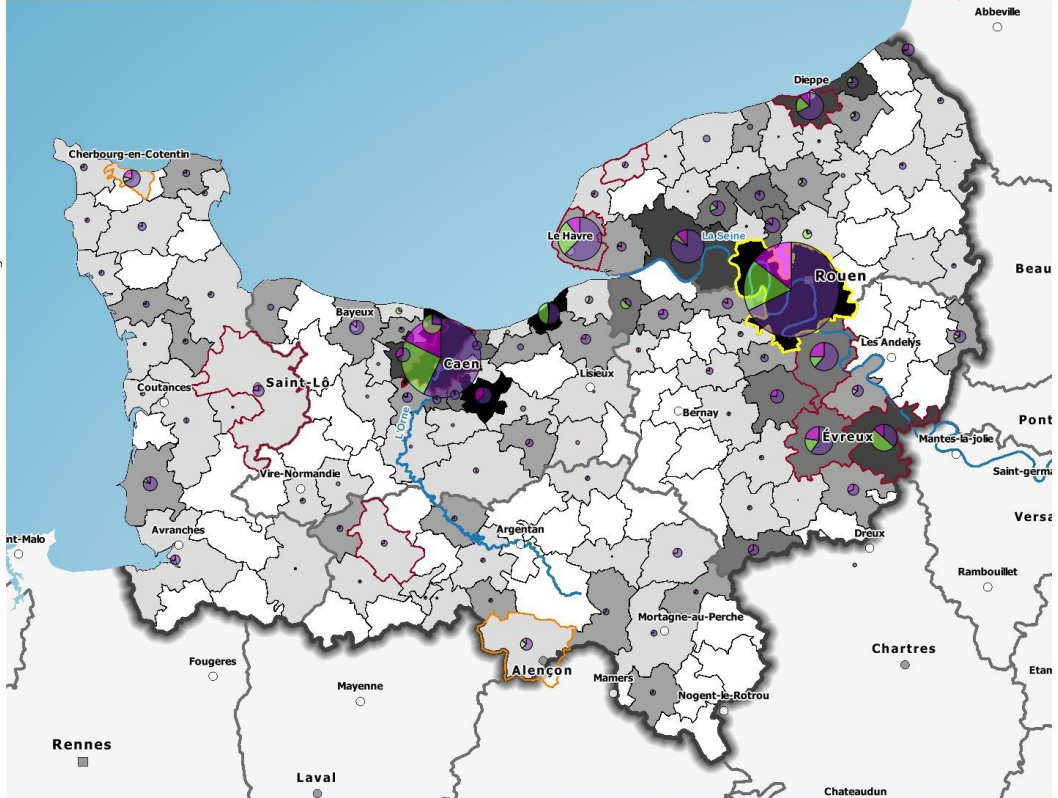 Abbeville
Dieppe
Cherbourg-en-Cotentin
Le Havre
La Seine
Rouen
Beau
Bayeux
Caen
Les Andelys
Lisieux
Coutances
Saint-Lô
Bernay
L'Orne
Évreux
Pont
Mantes-la-jolie
Vire-Normandie
Saint-germa
Avranches
Argentan
Versa
nt-Malo
Dreux
Rambouillet
Mortagne-au-Perche
Fougeres
Alençon
Chartres
Mayenne
Mamers
Etan
Nogent-le-Rotrou
Rennes
Laval
Chateaudun